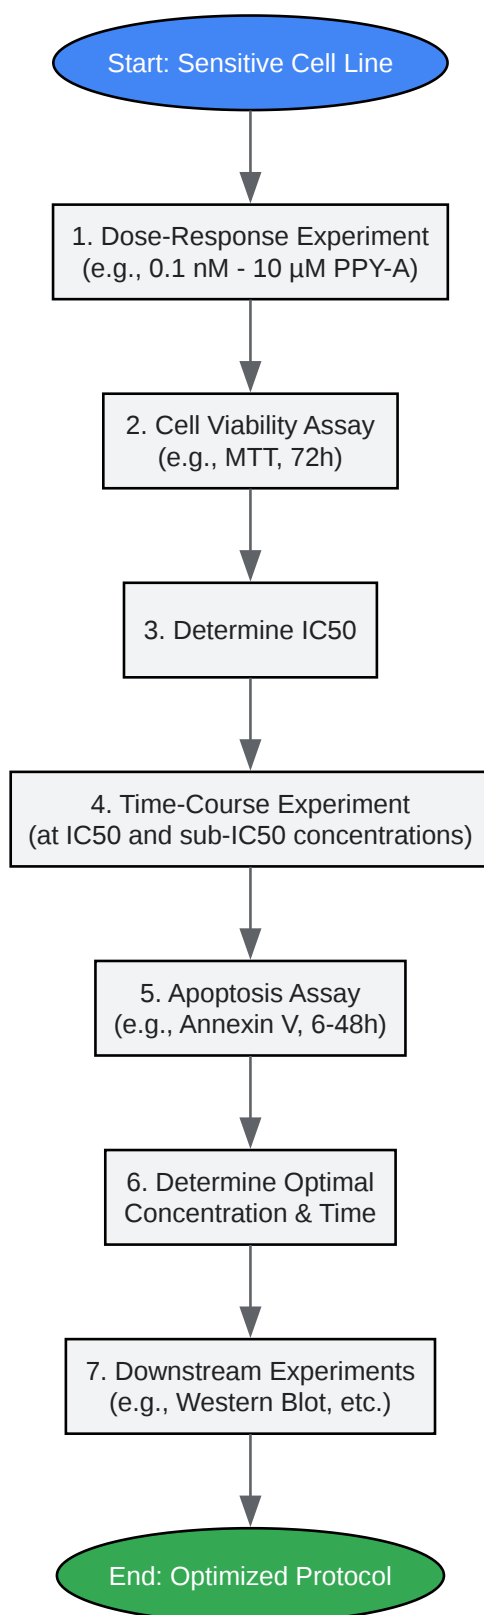 Start: Sensitive Cell Line
1. Dose-Response Experiment
(e.g., 0.1 nM - 10 µM PPY-A)
2. Cell Viability Assay
(e.g., MTT, 72h)
3. Determine IC50
4. Time-Course Experiment
(at IC50 and sub-IC50 concentrations)
5. Apoptosis Assay
(e.g., Annexin V, 6-48h)
6. Determine Optimal
Concentration & Time
7. Downstream Experiments
(e.g., Western Blot, etc.)
End: Optimized Protocol